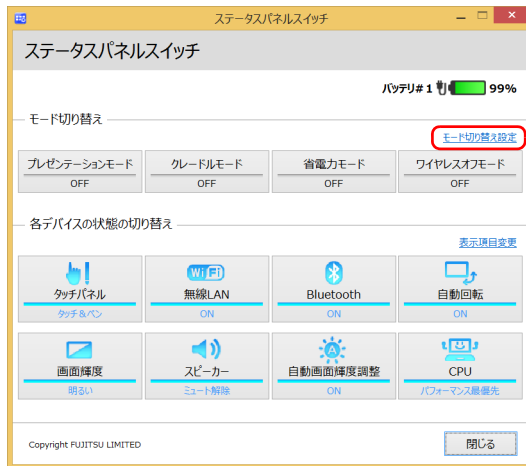 ステータスパネルスイッチ
ステータスパネルスイッチ
バッテリ#1 99%
モード切り替え
モード切り替え設定
プレゼンテーションモード クレードルモード 省電力モード ワイヤレスオフモード
OFF OFF OFF OFF
各デバイスの状態の切り替え
表示項目変更
WiFi
タッチパネル 無線LAN Bluetooth 自動回転
タッチ＆ペン ON ON ON
画面輝度 スピーカー 自動画面輝度調整 CPU
明るい ミュート解除 ON パフォーマンス最優先
Copyright FUJITSU LIMITED 閉じる